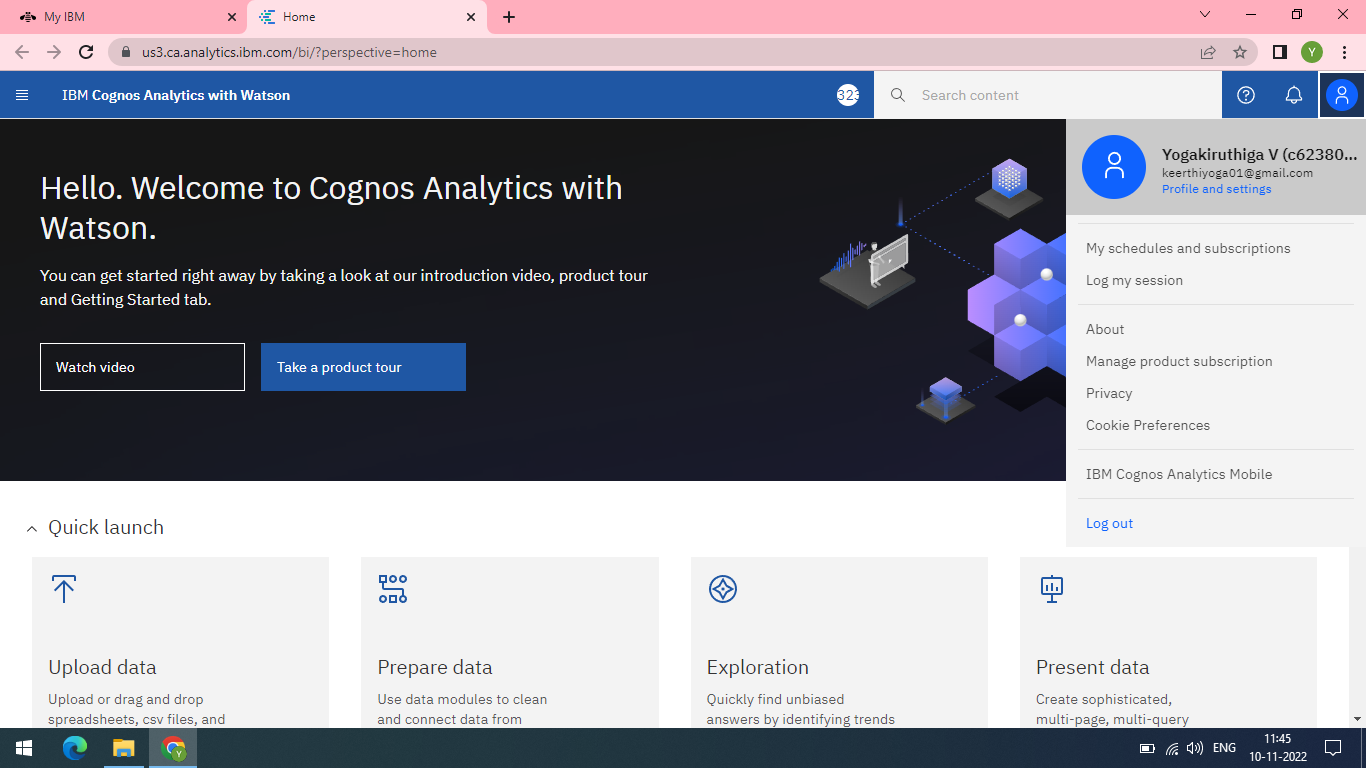 My IBM
Home
us3.ca.analytics.ibm.com/bi/?perspective=home
Y
IBM Cognos Analytics with Watson
323
Search content
Hello. Welcome to Cognos Analytics with
Watson.
You can get started right away by taking a look at our introduction video, product tour
and Getting Started tab.
Watch video
Take a product tour
Yogakiruthiga V (c62380...
keerthiyoga01@gmail.com
Profile and settings
My schedules and subscriptions
Log my session
About
Manage product subscription
Privacy
Cookie Preferences
IBM Cognos Analytics Mobile
Log out
Quick launch
Upload data
Upload or drag and drop
spreadsheets, csv files, and
Prepare data
Use data modules to clean
and connect data from
Exploration
Quickly find unbiased
answers by identifying trends
Present data
Create sophisticated,
multi-page, multi-query
Y
ENG
11:45
10-11-2022